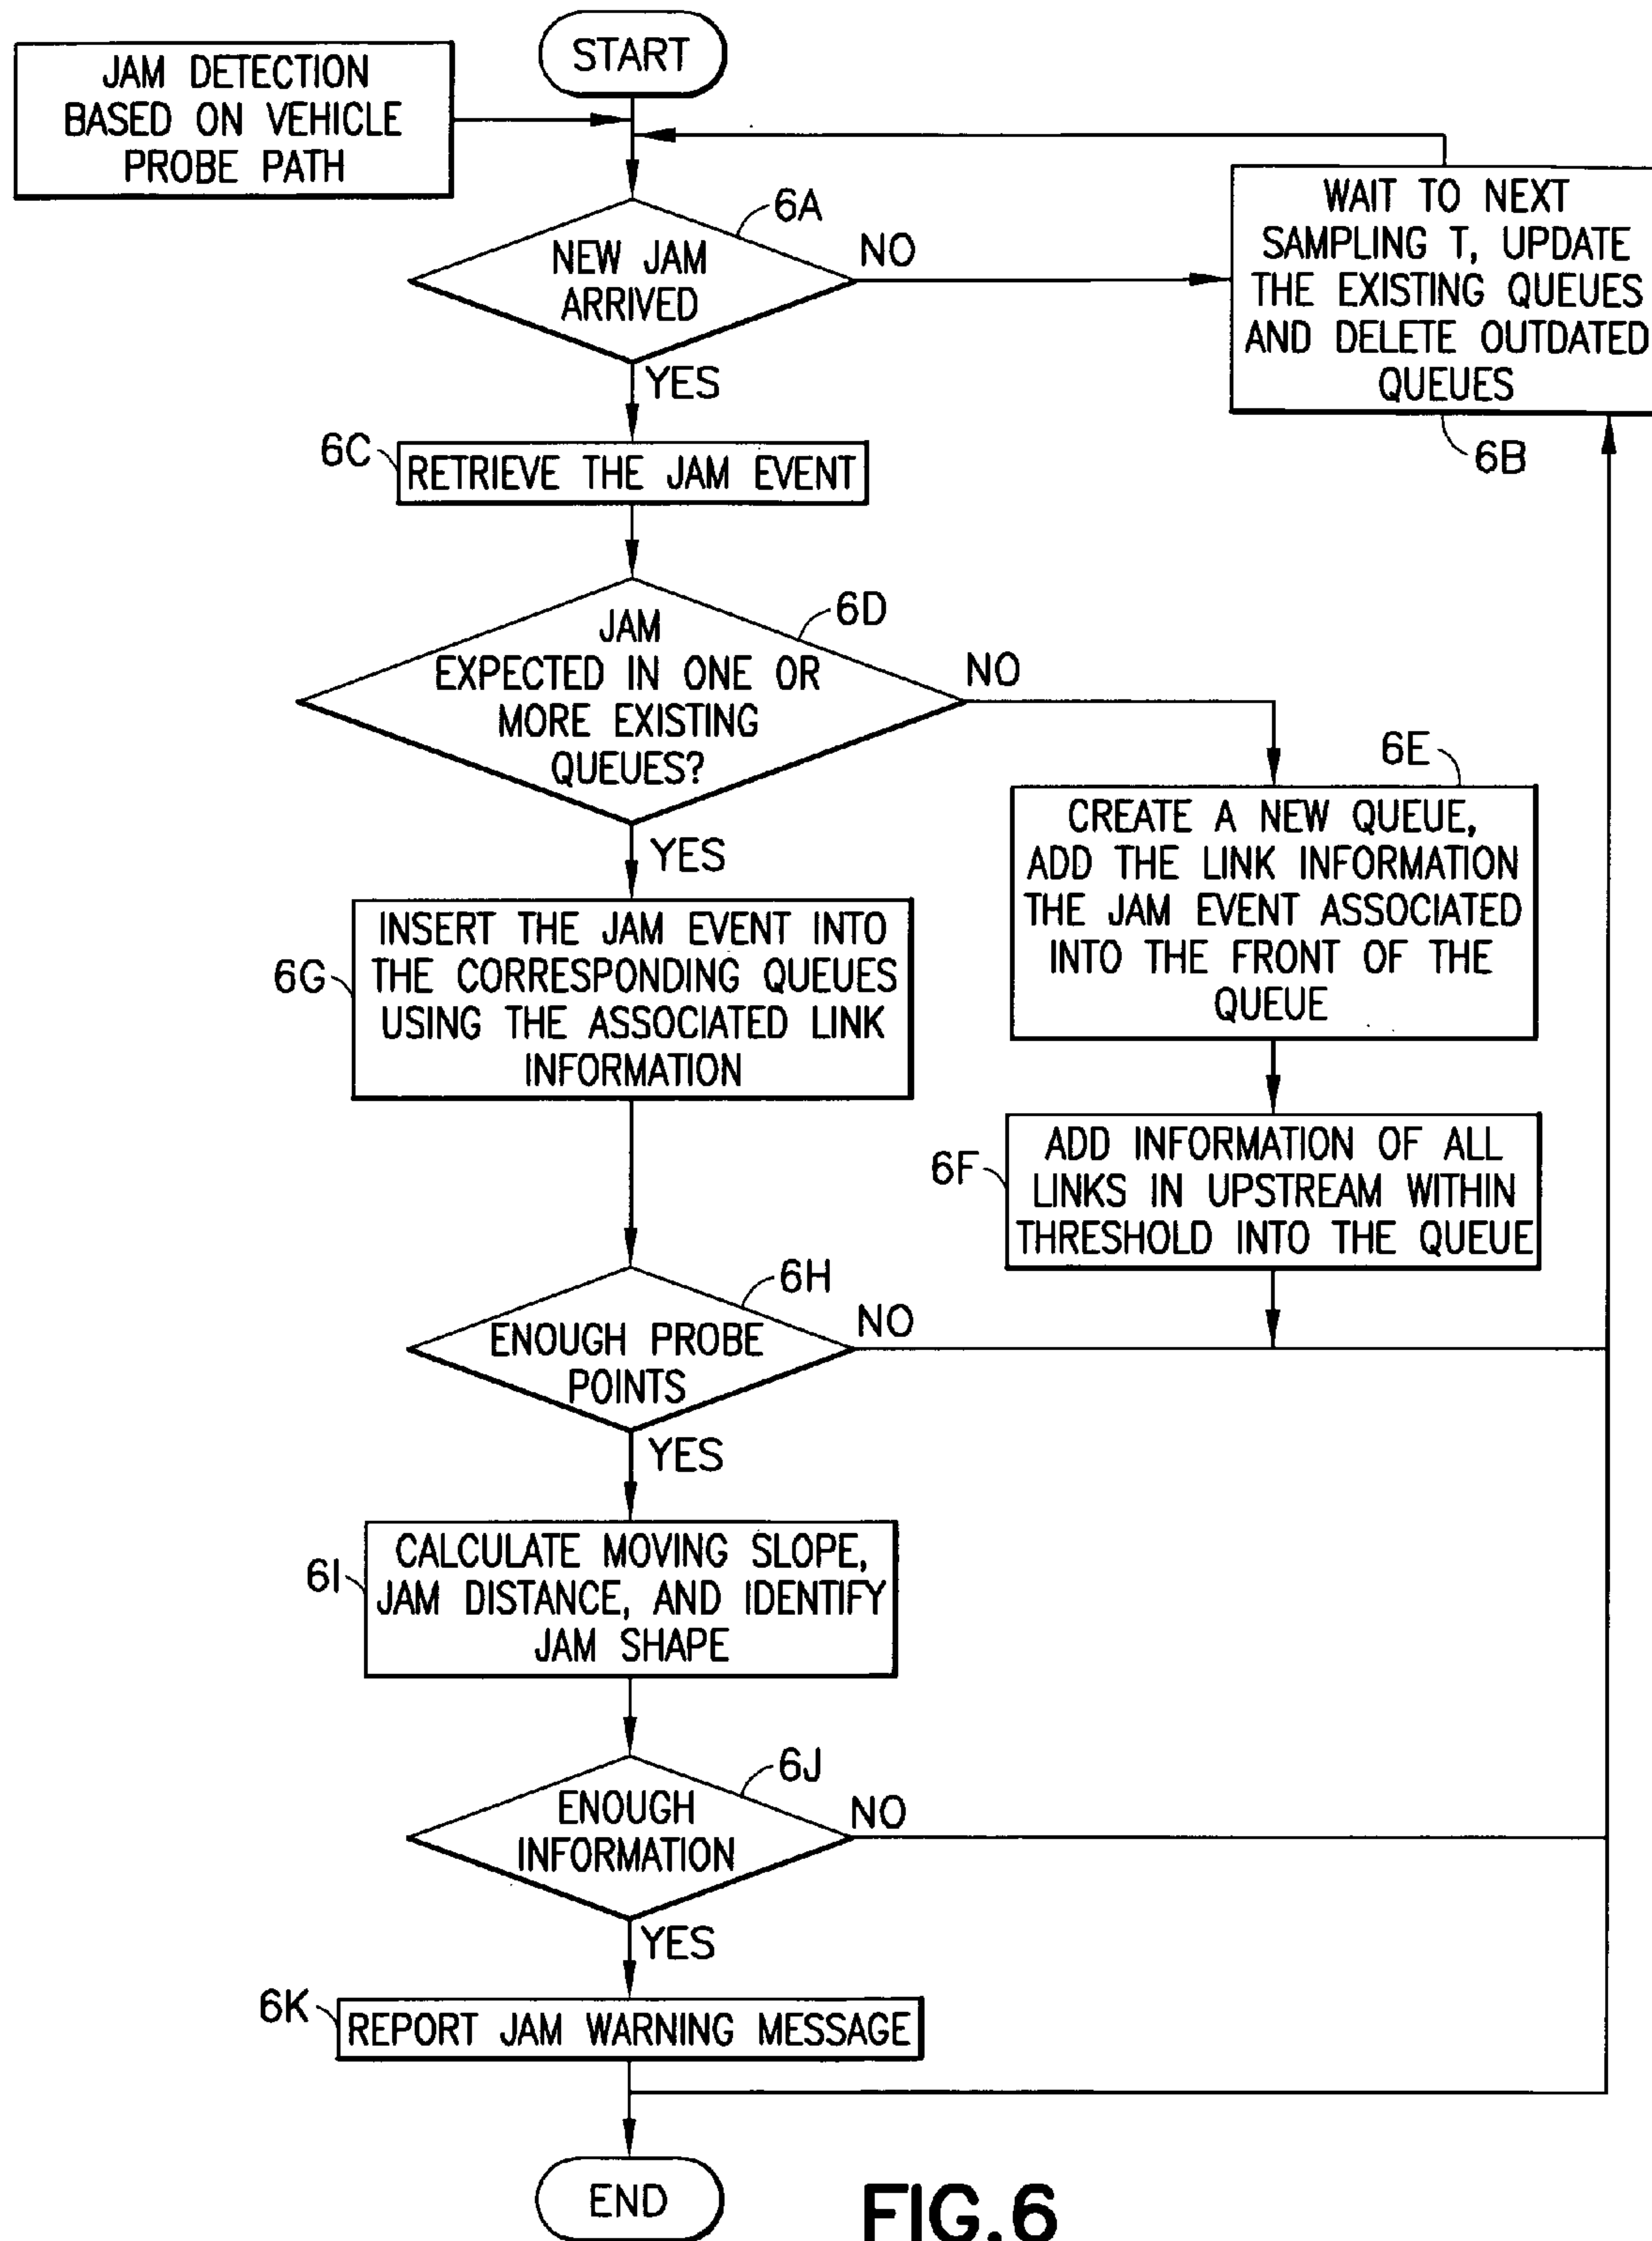 START
JAM DETECTION
BASED ON VEHICLE
PROBE PATH
6A
NEW JAM
ARRIVED
NO
YES
WAIT TO NEXT
SAMPLING T, UPDATE
THE EXISTING QUEUES
AND DELETE OUTDATED
QUEUES
6B
6C
RETRIEVE THE JAM EVENT
6D
JAM
EXPECTED IN ONE OR
MORE EXISTING
QUEUES?
NO
YES
6E
CREATE A NEW QUEUE,
ADD THE LINK INFORMATION
THE JAM EVENT ASSOCIATED
INTO THE FRONT OF THE
QUEUE
6G
INSERT THE JAM EVENT INTO
THE CORRESPONDING QUEUES
USING THE ASSOCIATED LINK
INFORMATION
6F
ADD INFORMATION OF ALL
LINKS IN UPSTREAM WITHIN
THRESHOLD INTO THE QUEUE
6H
ENOUGH PROBE
POINTS
NO
YES
6I
CALCULATE MOVING SLOPE,
JAM DISTANCE, AND IDENTIFY
JAM SHAPE
6J
ENOUGH
INFORMATION
NO
YES
6K
REPORT JAM WARNING MESSAGE
END
FIG.6